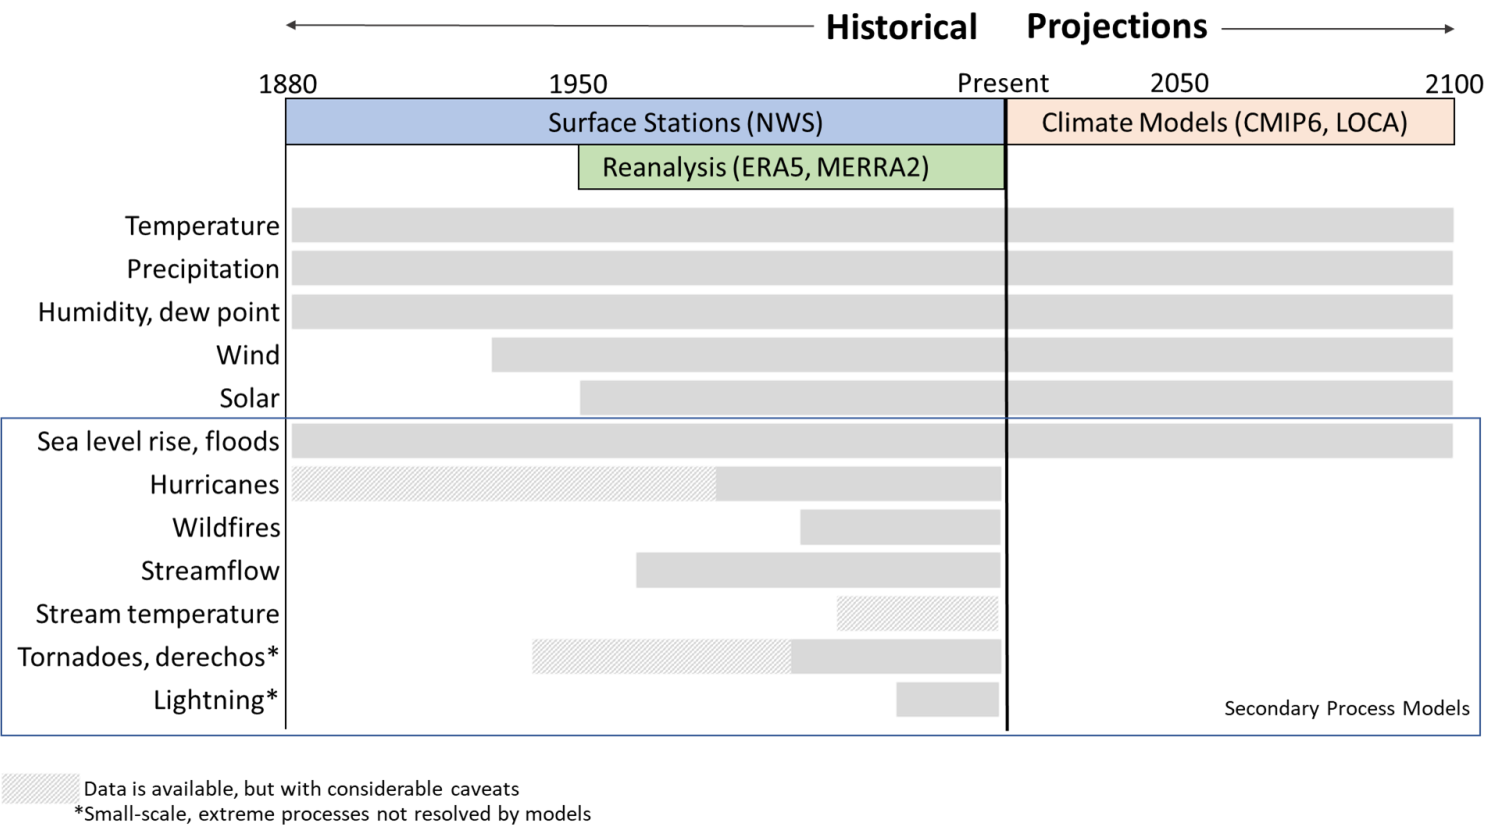 Historical Projections
1880 1950 Present 2050 2100
Surface Stations (NWS) Climate Models (CMIP6, LOCA)
Reanalysis (ERA5, MERRA2)
Temperature
Precipitation
Humidity, dew point
Wind
Solar
Sea level rise, floods
Hurricanes
Wildfires
Streamflow
Stream temperature
Tornadoes, derechos*
Lightning*
Secondary Process Models
Data is available, but with considerable caveats
*Small-scale, extreme processes not resolved by models